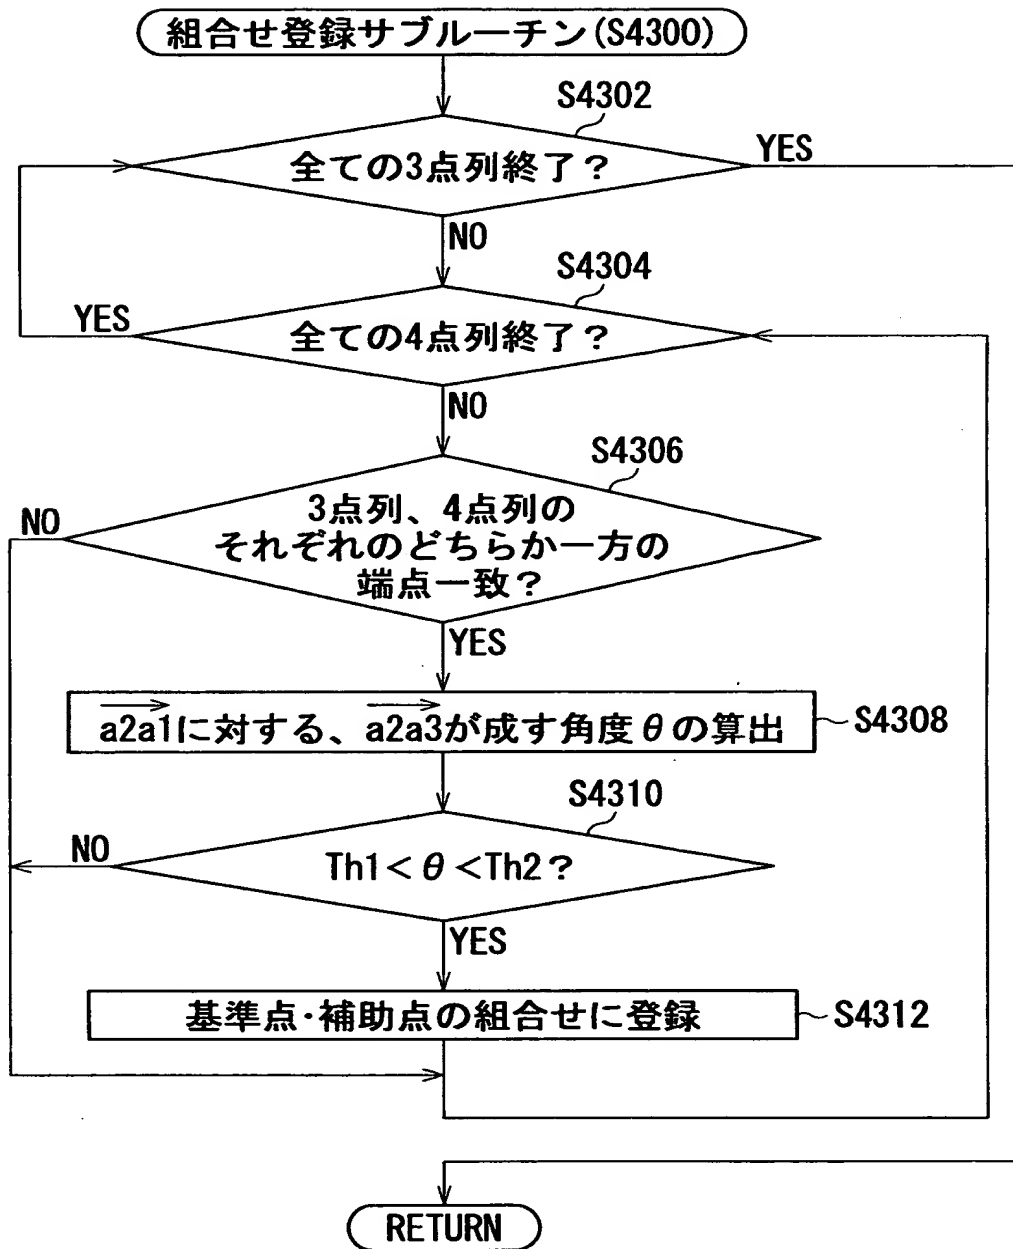 組合せ登録サブルーチン(S4300)
S4302
全ての3点列終了?
YES
NO
S4304
YES
全ての4点列終了?
NO
S4306
NO
3点列、4点列の
それぞれのどちらか一方の
端点一致?
YES
a2a1に対する、a2a3が成す角度θの算出
S4308
S4310
NO
Th1<θ<Th2?
YES
基準点・補助点の組合せに登録
S4312
RETURN